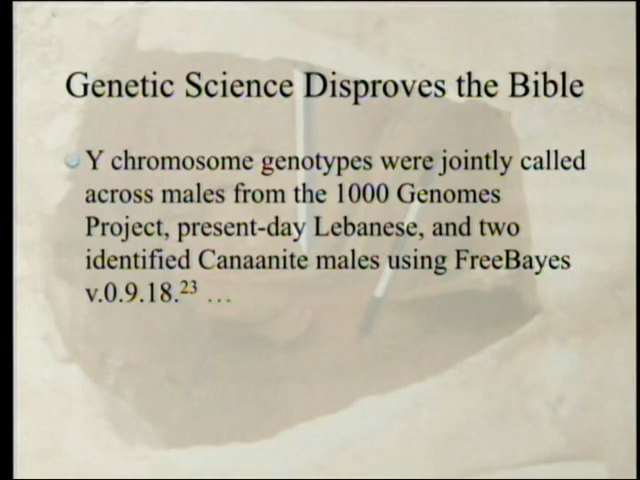 Genetic Science Disproves the Bible
Y chromosome genotypes were jointly called
across males from the 1000 Genomes
Project, present-day Lebanese, and two
identified Canaanite males using FreeBayes
v.0.9.18.²³ …